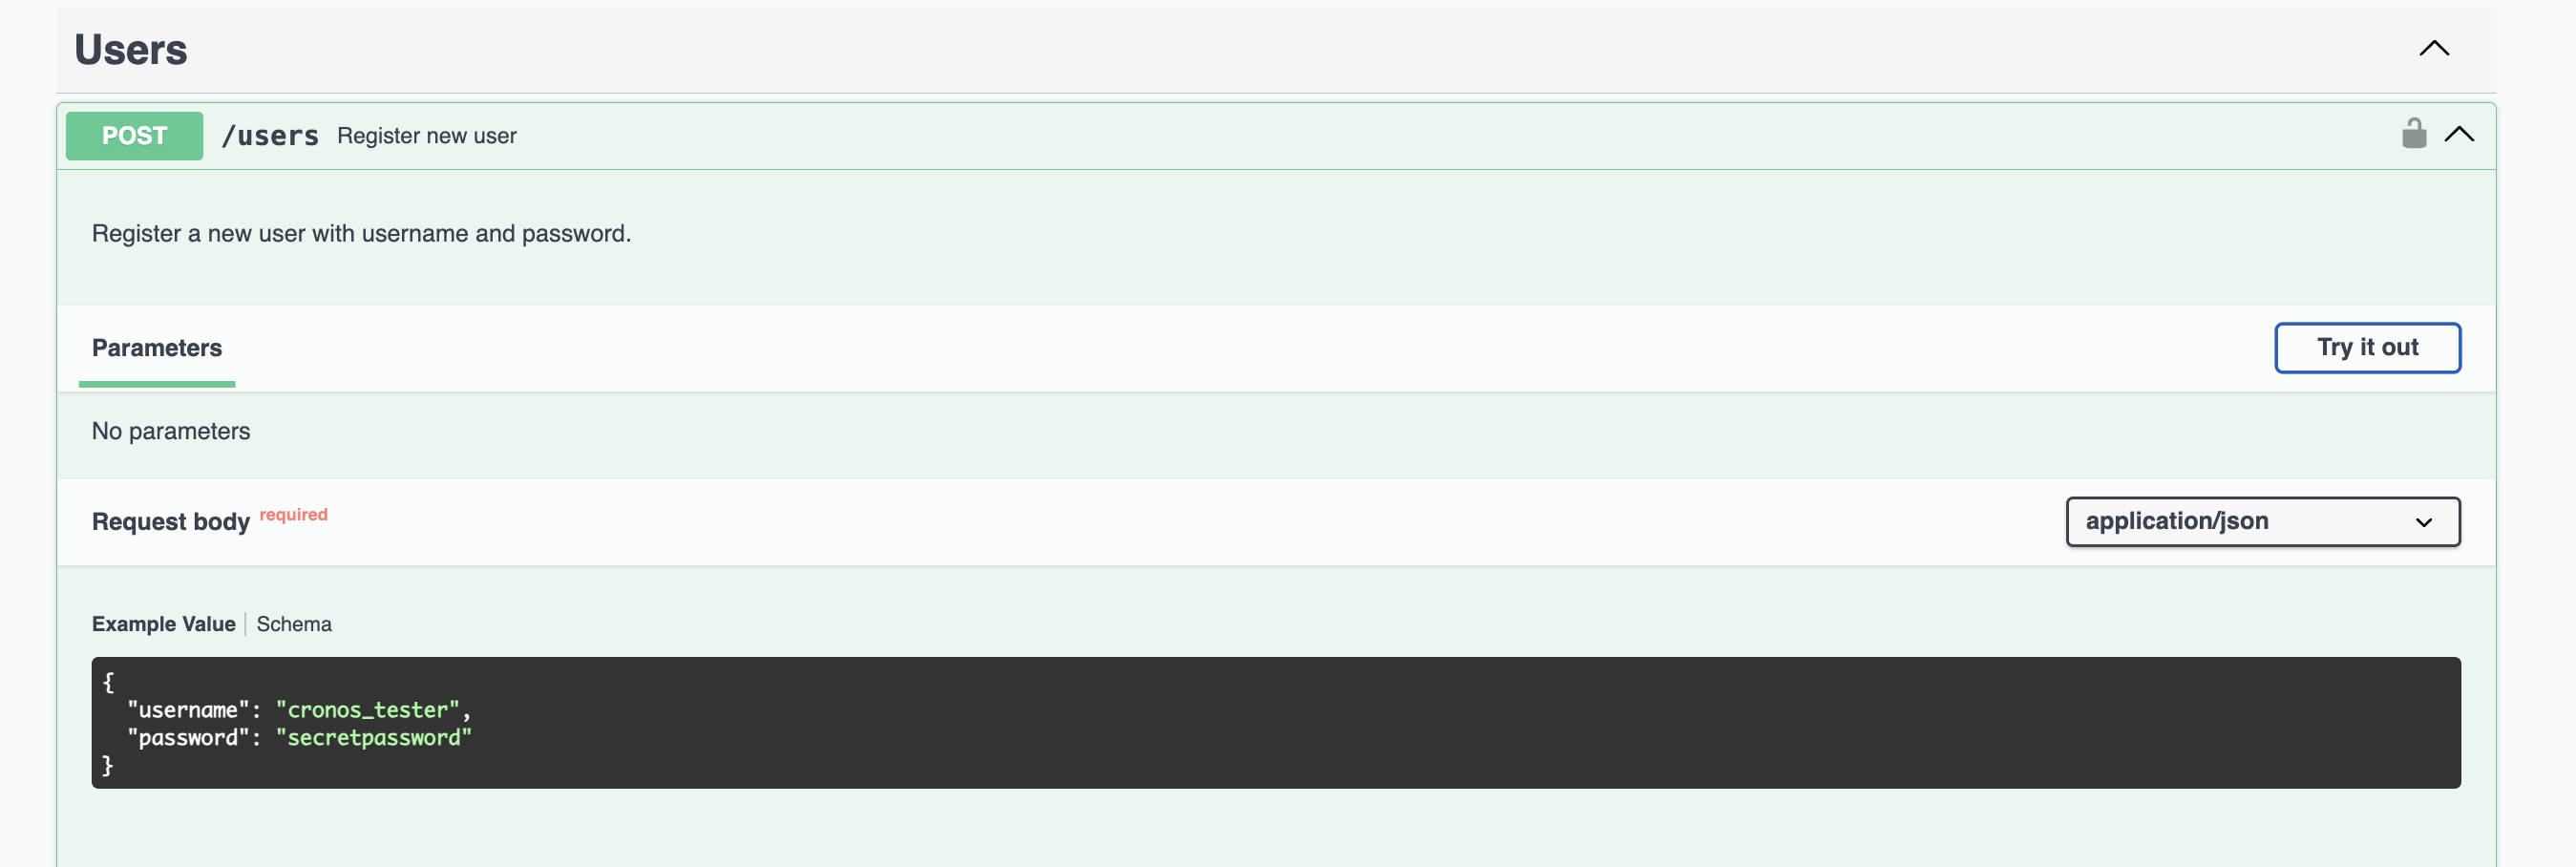 Users
POST /users Register new user
Register a new user with username and password.
Parameters
Try it out
No parameters
Request body required
application/json
Example Value Schema
{
"username": "cronos_tester",
"password": "secretpassword"
}